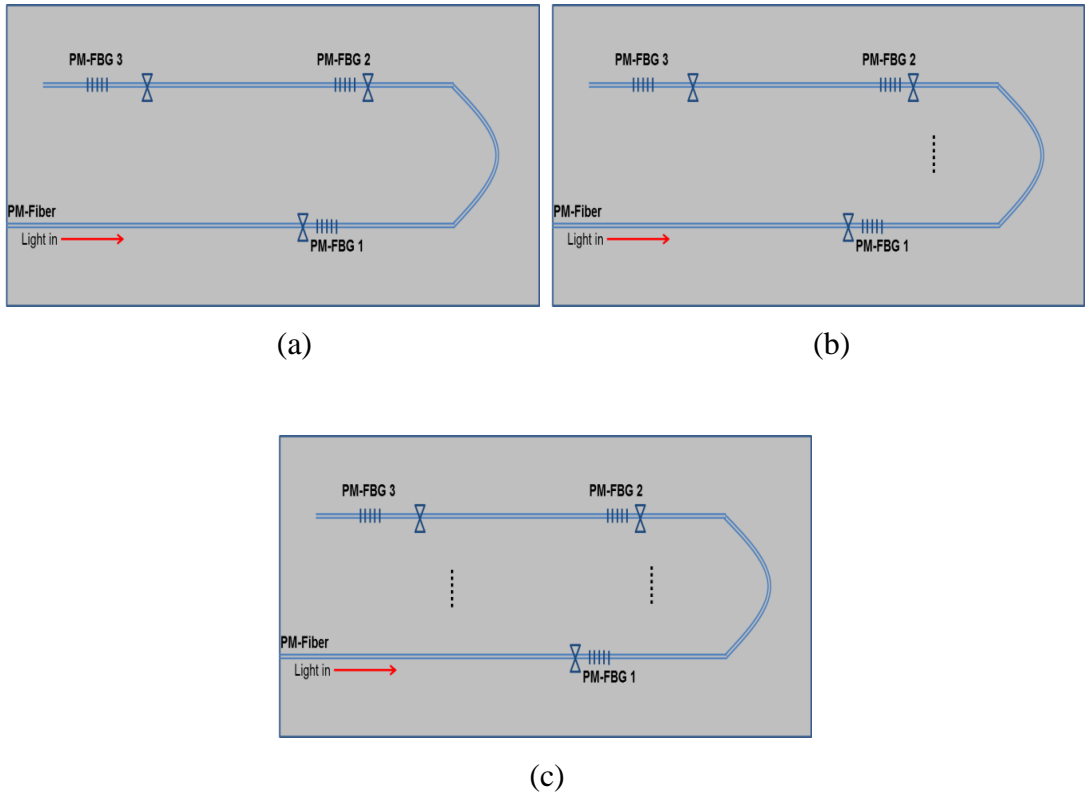 PM-FBG 3 PM-FBG 2
PM-Fiber
Light in
PM-FBG 1
PM-FBG 3 PM-FBG 2
PM-Fiber
Light in
PM-FBG 1
(a)
(b)
PM-FBG 3 PM-FBG 2
PM-Fiber
Light in
PM-FBG 1
(c)